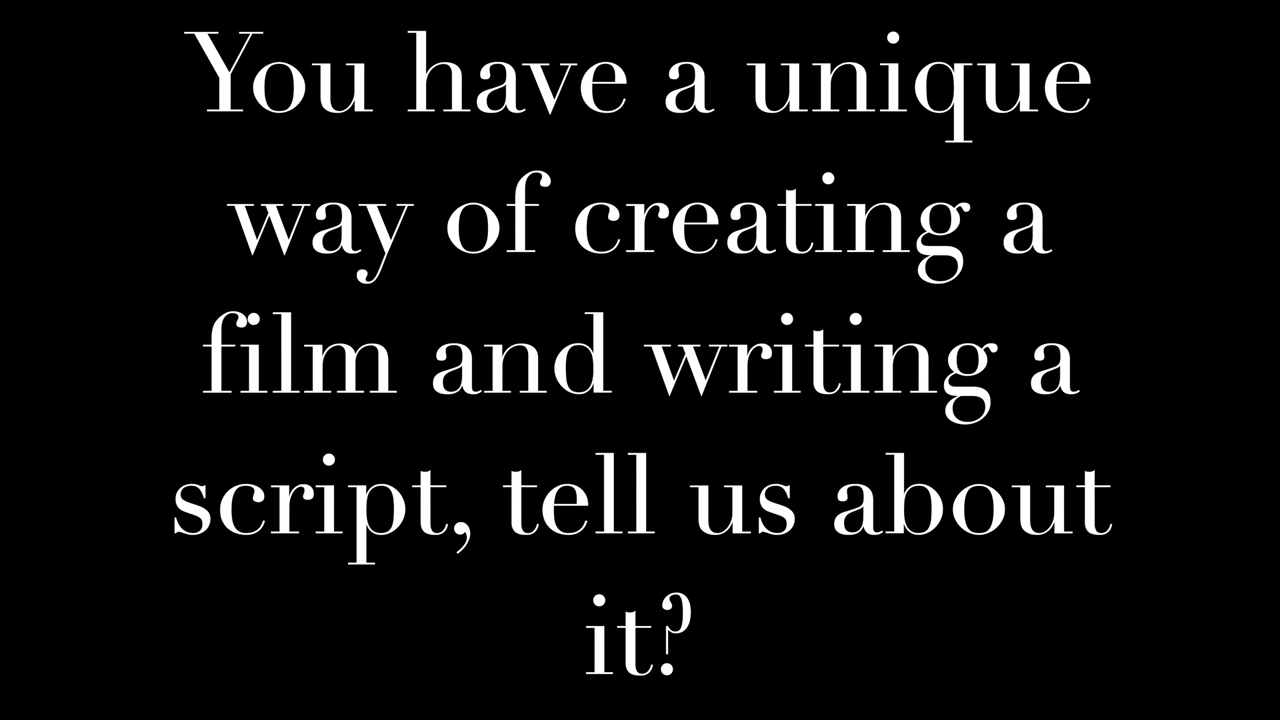 You have a unique
way of creating a
film and writing a
script, tell us about
it?